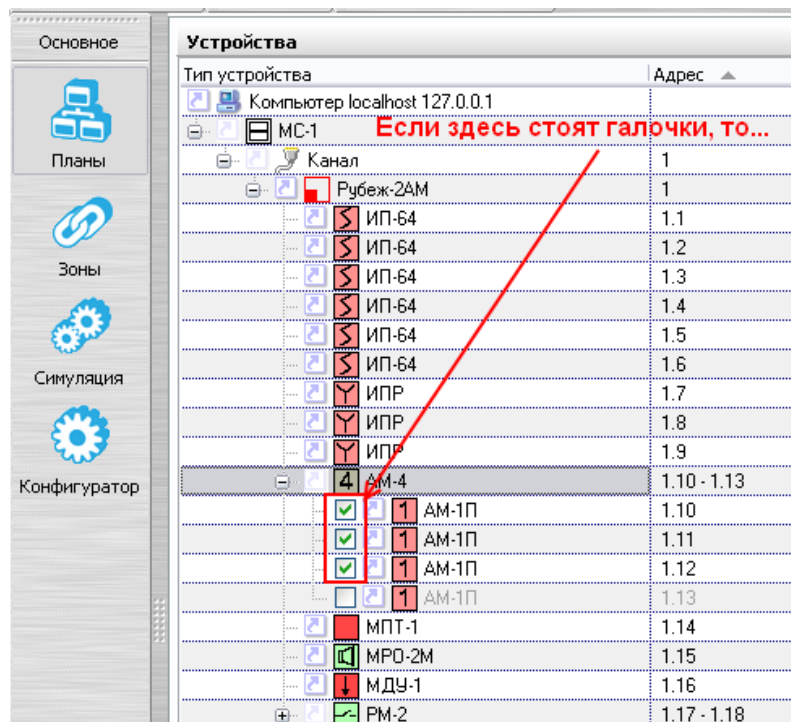 Основное
Устройства
Тип устройства Адрес
Компьютер localhost 127.0.0.1
МС-1 Если здесь стоят галочки, то...
Планы
Канал 1
Рубеж-2АМ 1
ИП-64 1.1
ИП-64 1.2
Зоны
ИП-64 1.3
ИП-64 1.4
ИП-64 1.5
ИП-64 1.6
Симуляция
ИПР 1.7
ИПР 1.8
ИПР 1.9
Конфигуратор
4 АМ-4 1.10 - 1.13
1 АМ-1П 1.10
1 АМ-1П 1.11
1 АМ-1П 1.12
1 АМ-1П 1.13
МПТ-1 1.14
МРО-2М 1.15
МДУ-1 1.16
РМ-2 1.17 - 1.18